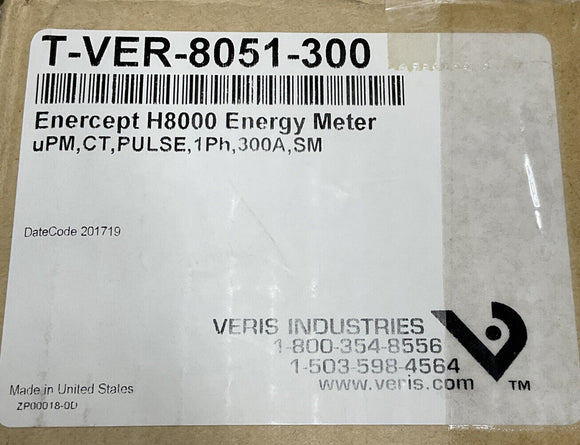 T-VER-8051-300
Enercept H8000 Energy Meter
uPM,CT,PULSE,1Ph,300A,SM
DateCode 201719
VERIS INDUSTRIES
1-800-354-8556
1-503-598-4564
www.veris.com
TM
Made in United States
ZP00018-0D